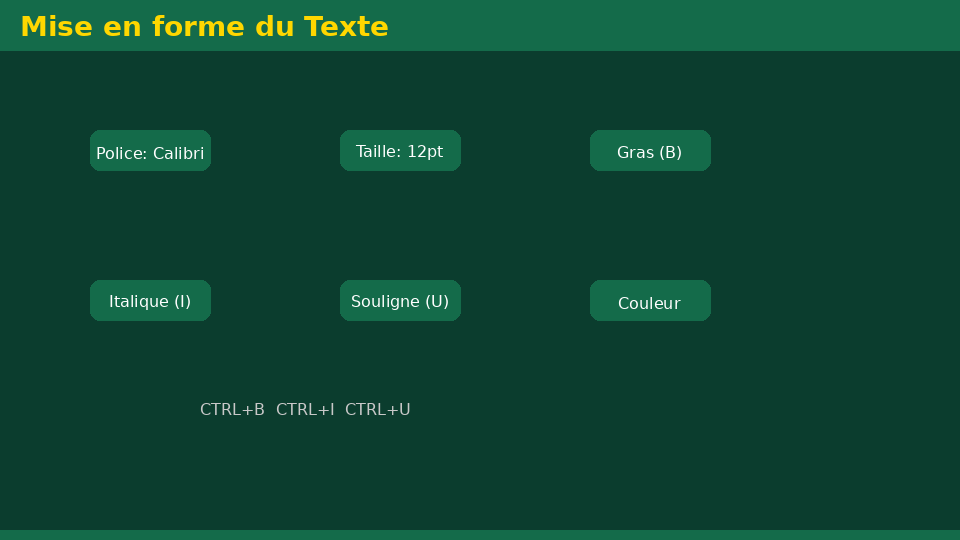 Mise en forme du Texte
Police: Calibri
Taille: 12pt
Gras (B)
Italique (I)
Souligne (U)
Couleur
CTRL+B  CTRL+I  CTRL+U